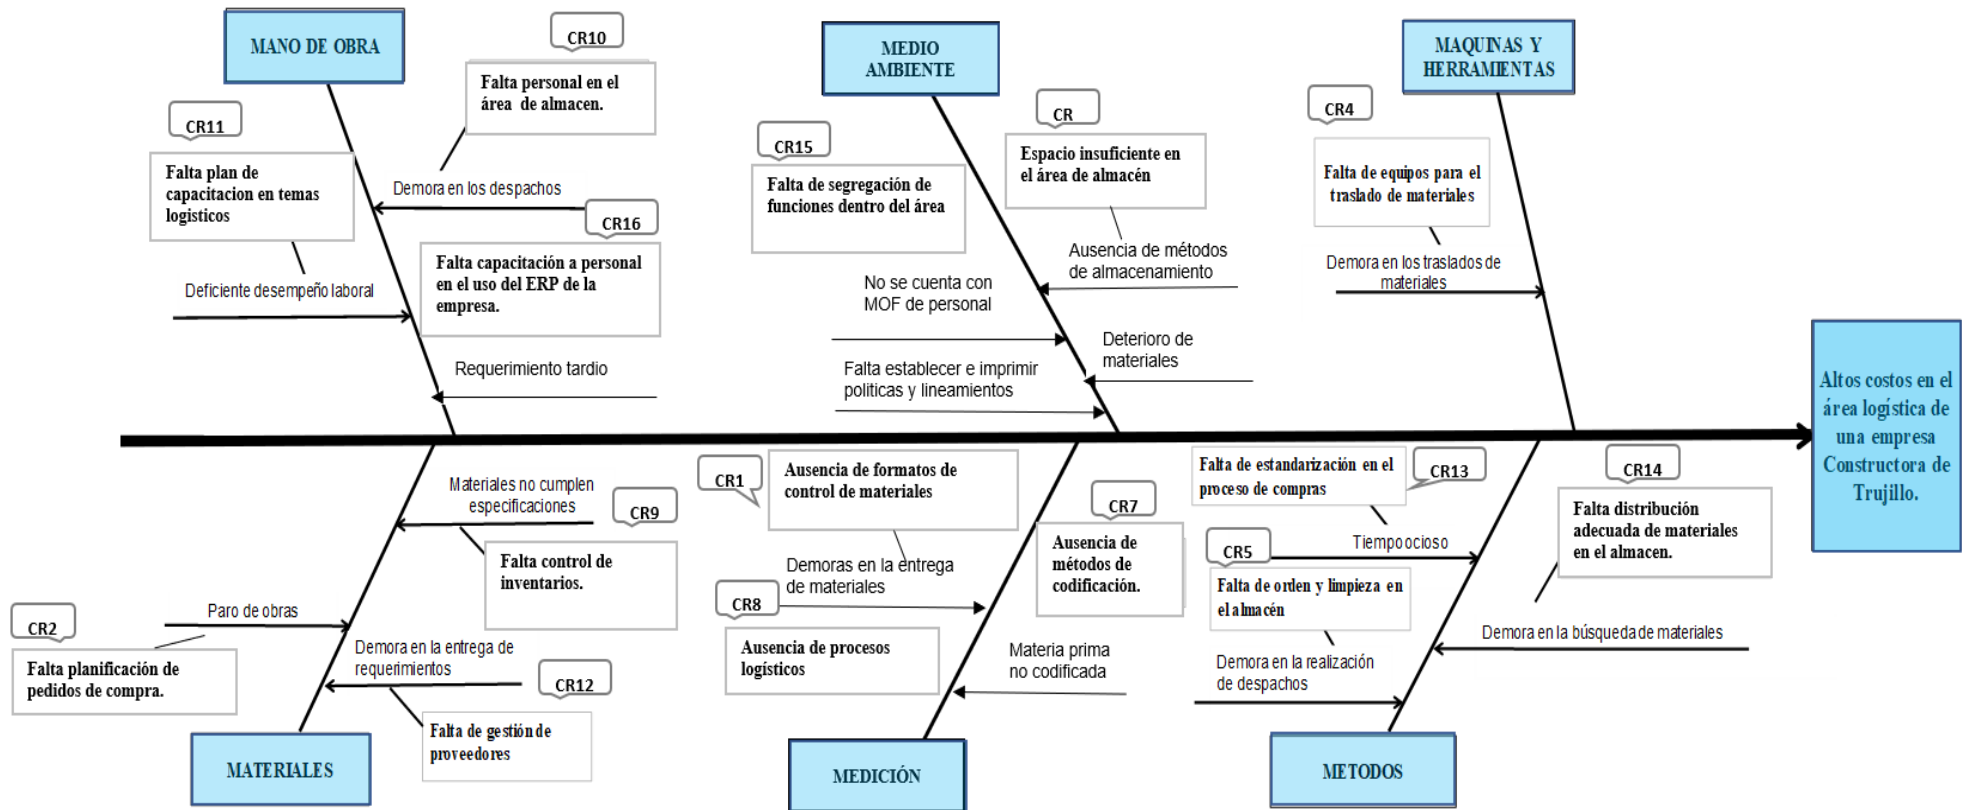 MANO DE OBRA
CR10
Falta personal en el
área de almacen.
CR11
Falta plan de
capacitacion en temas
logisticos
Demora en los despachos
CR16
Falta capacitación a personal
en el uso del ERP de la
empresa.
Deficiente desempeño laboral
Requerimiento tardio
MEDIO
AMBIENTE
CR
Espacio insuficiente en
el área de almacén
CR15
Falta de segregación de
funciones dentro del área
Ausencia de métodos
de almacenamiento
No se cuenta con
MOF de personal
Deterioro de
materiales
Falta establecer e imprimir
politicas y lineamientos
MAQUINAS Y
HERRAMIENTAS
CR4
Falta de equipos para el
traslado de materiales
Demora en los traslados de
materiales
Altos costos en el
área logística de
una empresa
Constructora de
Trujillo.
Materiales no cumplen
especificaciones
CR9
Falta control de
inventarios.
Paro de obras
CR2
Falta planificación de
pedidos de compra.
Demora en la entrega de
requerimientos
CR12
Falta de gestión de
proveedores
MATERIALES
CR1
Ausencia de formatos de
control de materiales
CR7
Ausencia de
métodos de
codificación.
Demoras en la entrega
de materiales
CR8
Ausencia de procesos
logísticos
Materia prima
no codificada
MEDICIÓN
Falta de estandarización en el
proceso de compras
CR13
CR14
Falta distribución
adecuada de materiales
en el almacen.
Tiempo ocioso
CR5
Falta de orden y limpieza en
el almacén
Demora en la búsqueda de materiales
Demora en la realización
de despachos
METODOS